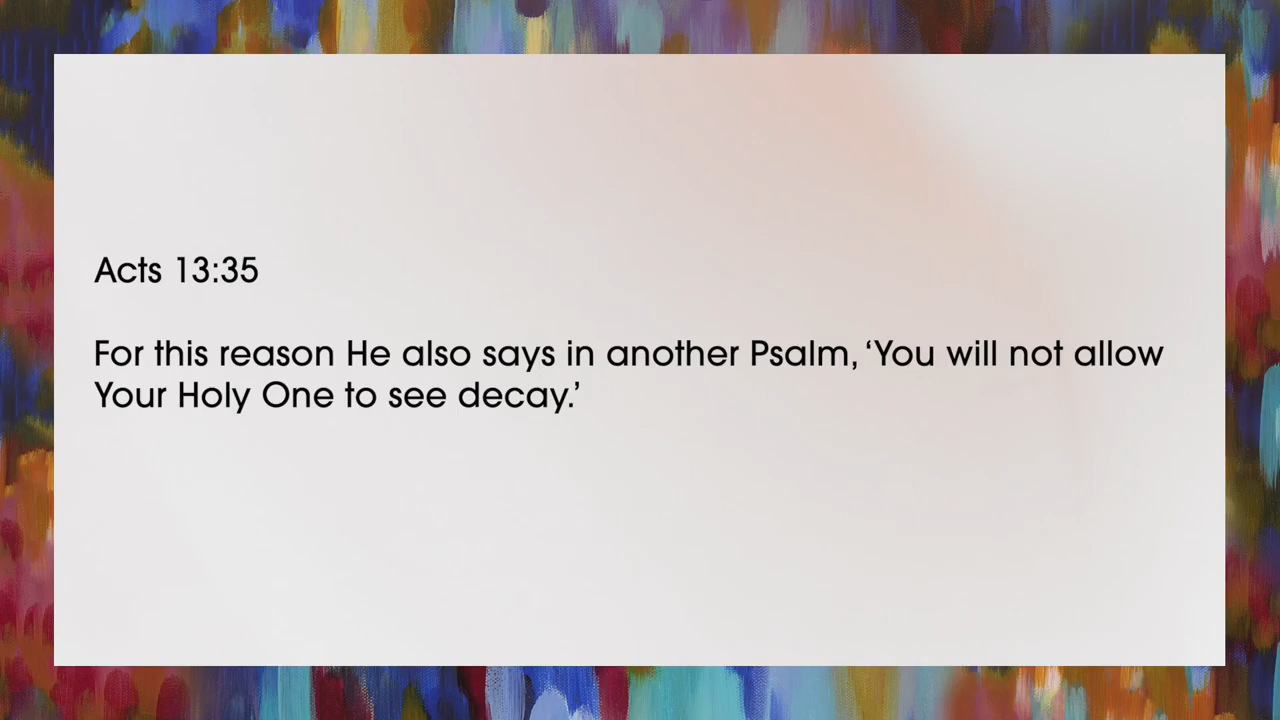 Acts 13:35
For this reason He also says in another Psalm, ‘You will not allow
Your Holy One to see decay.’